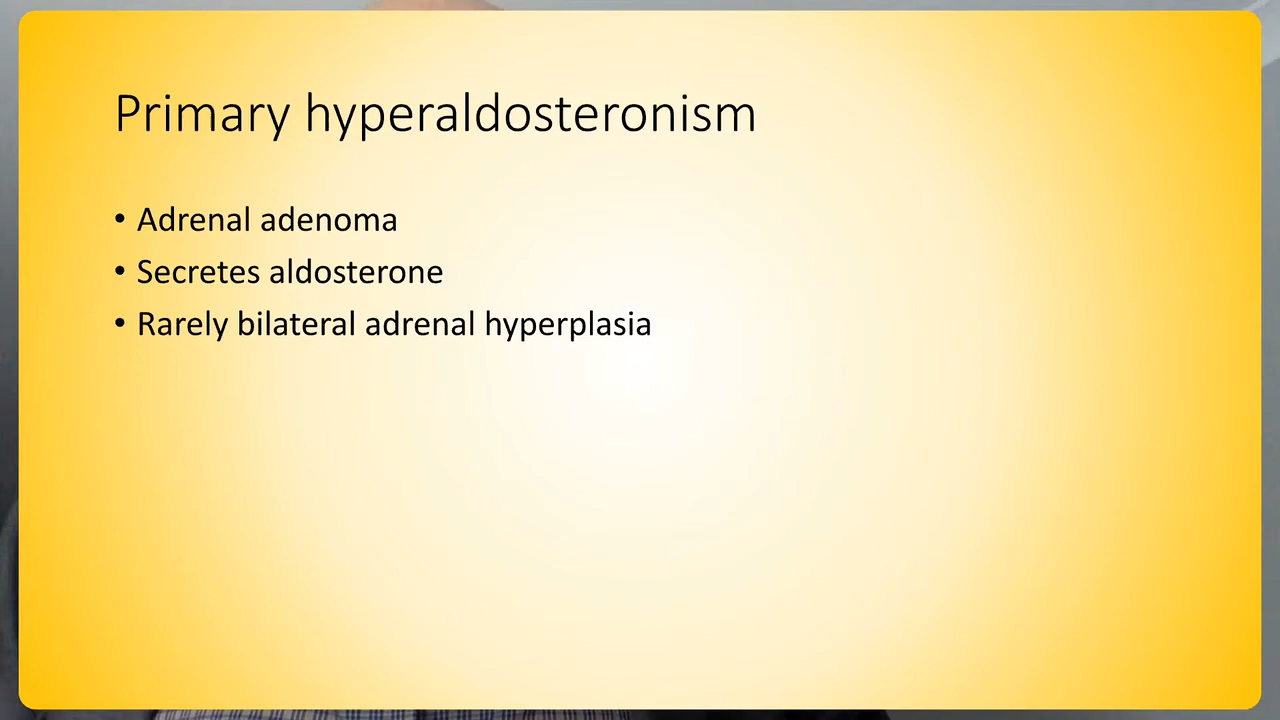 Primary hyperaldosteronism
• Adrenal adenoma
• Secretes aldosterone
• Rarely bilateral adrenal hyperplasia